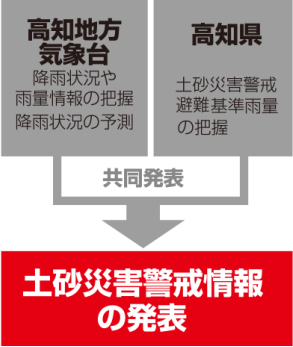 高知地方
気象台
降雨状況や
雨量情報の把握
降雨状況の予測
高知県
土砂災害警戒
避難基準雨量
の把握
共同発表
土砂災害警戒情報
の発表